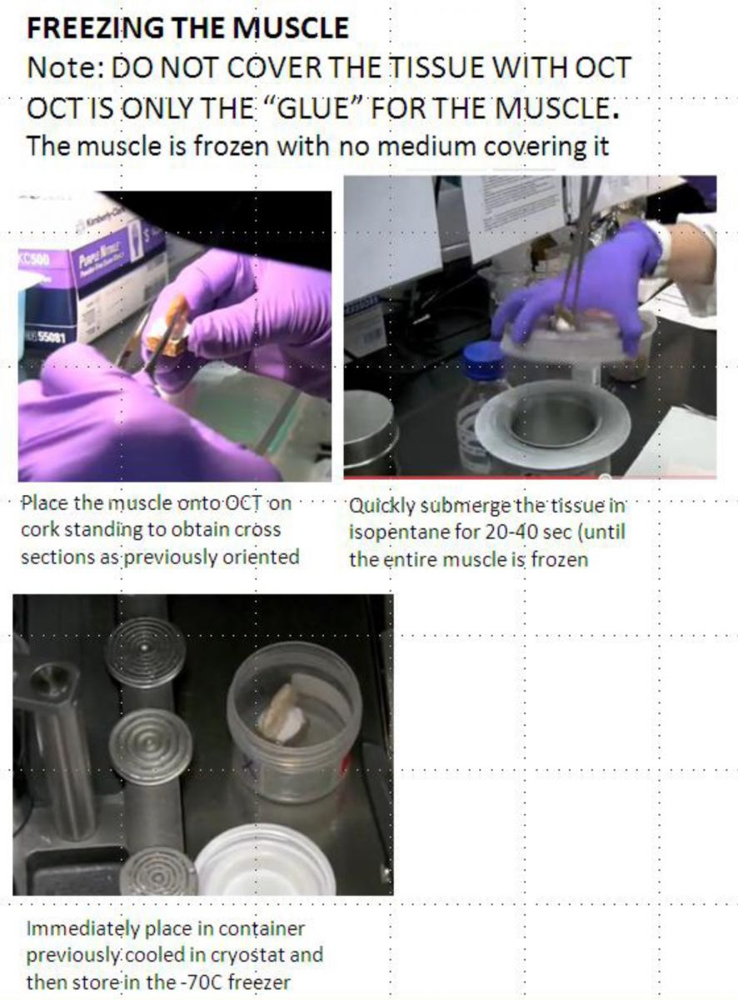 FREEZING THE MUSCLE
Note: DO NOT COVER THE TISSUE WITH OCT
OCT IS ONLY THE “GLUE” FOR THE MUSCLE.
The muscle is frozen with no medium covering it
Kimberly-Clark
KC500
PURPLE NITRILE
S
55081
Place the muscle onto OCT on
cork standing to obtain cross
sections as previously oriented
Quickly submerge the tissue in
isopentane for 20-40 sec (until
the entire muscle is frozen
Immediately place in container
previously cooled in cryostat and
then store in the -70C freezer